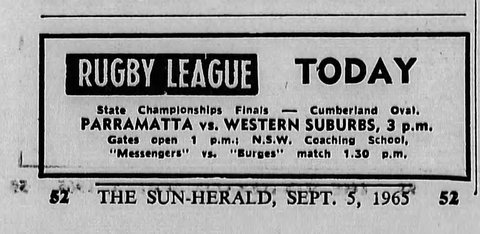 RUGBY LEAGUE TODAY
State Championships Finals — Cumberland Oval.
PARRAMATTA vs. WESTERN SUBURBS, 3 p.m.
Gates open 1 p.m.; N.S.W. Coaching School,
"Messengers" vs. "Burges" match 1.30 p.m.
52 THE SUN-HERALD, SEPT. 5, 1965 52